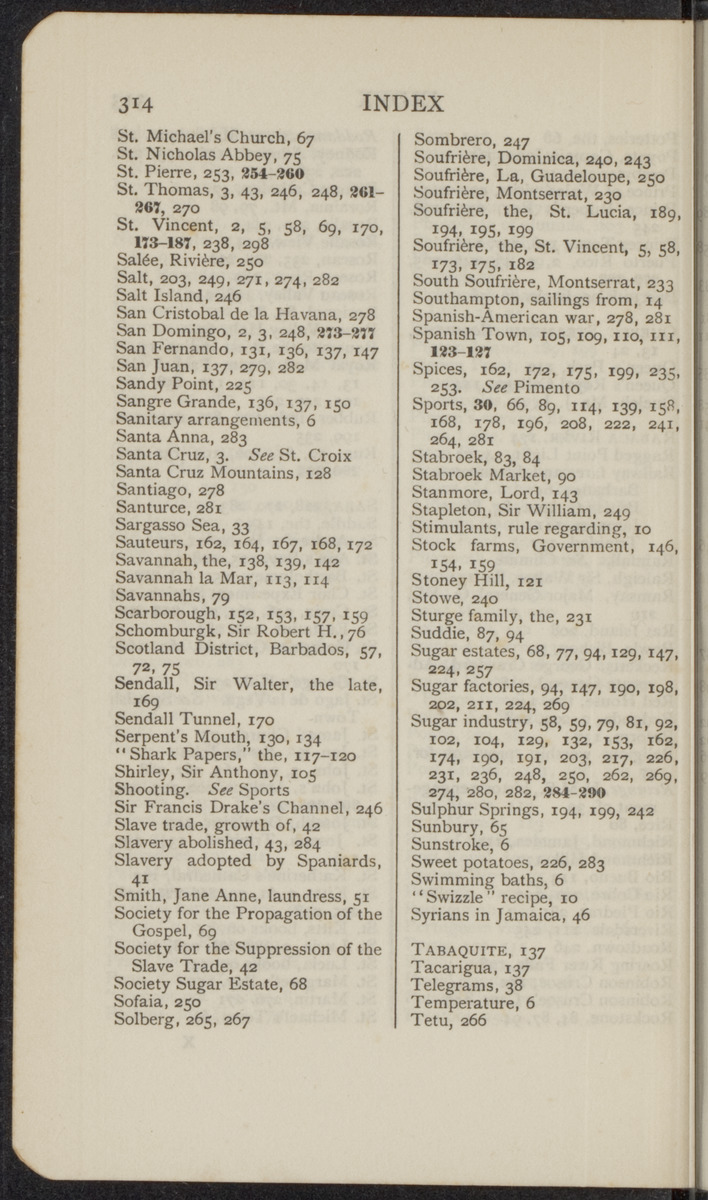 314
INDEX
St. Michael's Church, 67
St. Nicholas Abbey, 75
St. Pierre, 253, 254-260
St. Thomas, 3, 43, 246, 248, 261-
267, 270
St. Vincent, 2, 5, 58, 69, 170,
173-187, 238, 298
Salée, Rivière, 250
Salt, 203, 249, 271, 274, 282
Salt Island, 246
San Cristobal de la Havana, 278
San Domingo, 2, 3, 248, 273-277
San Fernando, 131, 136, 137, 147
San Juan, 137, 279, 282
Sandy Point, 225
Sangre Grande, 136, 137, 150
Sanitary arrangements, 6
Santa Anna, 283
Santa Cruz, 3. See St. Croix
Santa Cruz Mountains, 128
Santiago, 278
Santurce, 281
Sargasso Sea, 33
Sauteurs, 162, 164, 167, 168, 172
Savannah, the, 138, 139, 142
Savannah la Mar, 113, 114
Savannahs, 79
Scarborough, 152, 153, 157, 159
Schomburgk, Sir Robert H., 76
Scotland District, Barbados, 57,
72, 75
Sendall, Sir Walter, the late,
169
Sendall Tunnel, 170
Serpent's Mouth, 130, 134
"Shark Papers," the, 117-120
Shirley, Sir Anthony, 105
Shooting. See Sports
Sir Francis Drake's Channel, 246
Slave trade, growth of, 42
Slavery abolished, 43, 284
Slavery adopted by Spaniards,
41
Smith, Jane Anne, laundress, 51
Society for the Propagation of the
Gospel, 69
Society for the Suppression of the
Slave Trade, 42
Society Sugar Estate, 68
Sofaia, 250
Solberg, 265, 267
Sombrero, 247
Soufrière, Dominica, 240, 243
Soufrière, La, Guadeloupe, 250
Soufrière, Montserrat, 230
Soufrière, the, St. Lucia, 189,
194, 195, 199
Soufrière, the, St. Vincent, 5, 58,
173, 175, 182
South Soufrière, Montserrat, 233
Southampton, sailings from, 14
Spanish-American war, 278, 281
Spanish Town, 105, 109, 110, 111,
123-127
Spices, 162, 172, 175, 199, 235,
253. See Pimento
Sports, 30, 66, 89, 114, 139, 158,
168, 178, 196, 208, 222, 241,
264, 281
Stabroek, 83, 84
Stabroek Market, 90
Stanmore, Lord, 143
Stapleton, Sir William, 249
Stimulants, rule regarding, 10
Stock farms, Government, 146,
154, 159
Stoney Hill, 121
Stowe, 240
Sturge family, the, 231
Suddie, 87, 94
Sugar estates, 68, 77, 94, 129, 147,
224, 257
Sugar factories, 94, 147, 190, 198,
202, 211, 224, 269
Sugar industry, 58, 59, 79, 81, 92,
102, 104, 129, 132, 153, 162,
174, 190, 191, 203, 217, 226,
231, 236, 248, 250, 262, 269,
274, 280, 282, 284-290
Sulphur Springs, 194, 199, 242
Sunbury, 65
Sunstroke, 6
Sweet potatoes, 226, 283
Swimming baths, 6
"Swizzle" recipe, 10
Syrians in Jamaica, 46
TABAQUITE, 137
Tacarigua, 137
Telegrams, 38
Temperature, 6
Tetu, 266